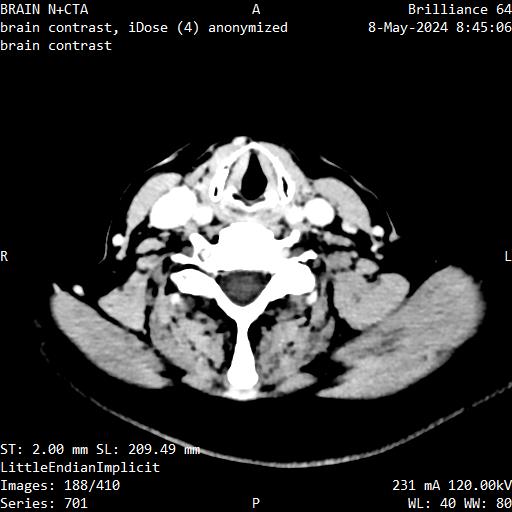 BRAIN N+CTA
A
Brilliance 64
brain contrast, iDose (4) anonymized
8-May-2024 8:45:06
brain contrast
R
L
ST: 2.00 mm SL: 209.49 mm
LittleEndianImplicit
Images: 188/410
231 mA 120.00kV
Series: 701
P
WL: 40 WW: 80